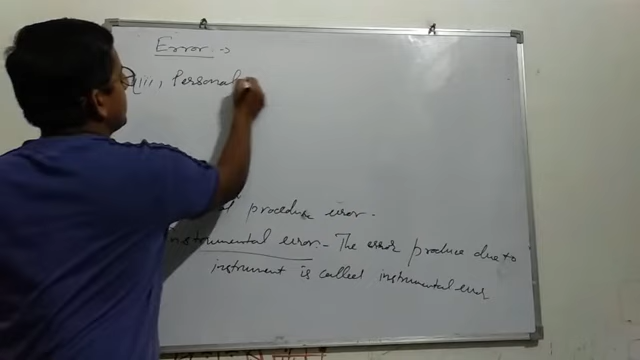 Error →
(iii, Personal
procedure error.
instrumental error - The error produce due to
instrument is called instrumental error